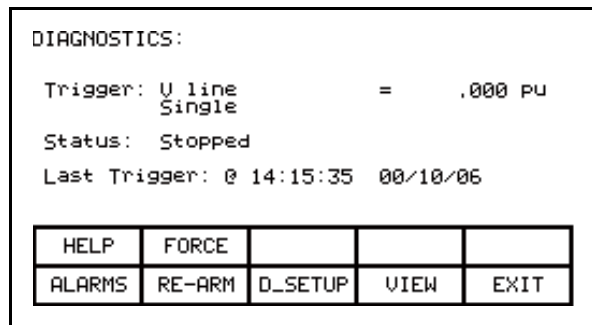 DIAGNOSTICS:
Trigger: V line = .000 pu
Single
Status: Stopped
Last Trigger: @ 14:15:35 00/10/06
HELP FORCE
ALARMS RE-ARM D_SETUP VIEW EXIT